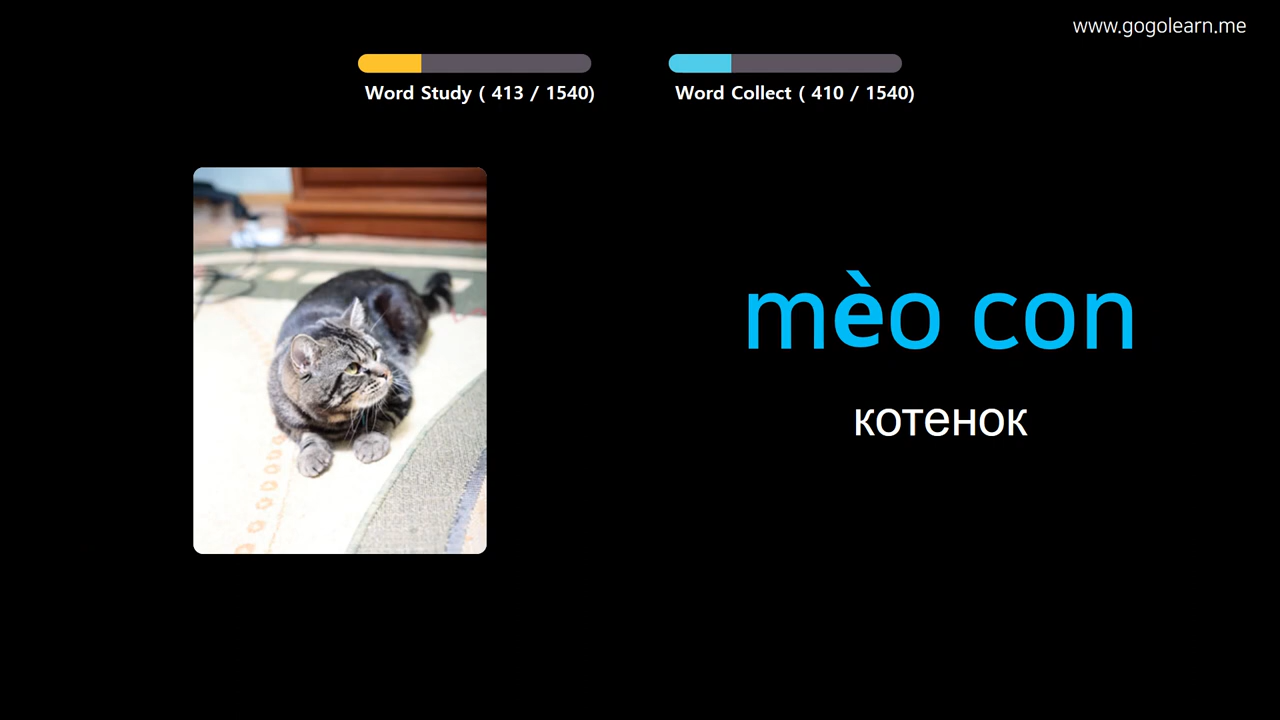 www.gogolearn.me
Word Study ( 413 / 1540)
Word Collect ( 410 / 1540)
mèo con
котенок